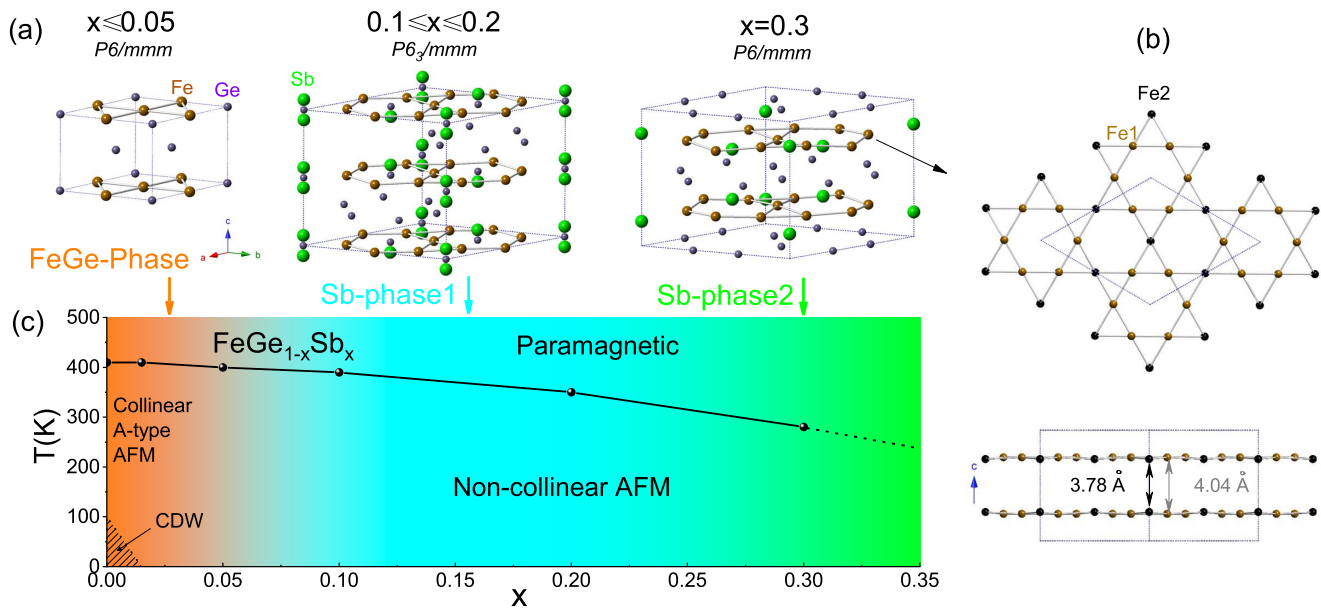 (a)
x⩽0.05
P6/mmm
0.1⩽x⩽0.2
P6₃/mmm
x=0.3
P6/mmm
(b)
Fe
Ge
Sb
Fe2
Fe1
c
a
b
FeGe-Phase
Sb-phase1
Sb-phase2
(c)
500
400
300
200
100
0
T(K)
FeGe₁₋ₓSbₓ
Paramagnetic
Collinear
A-type
AFM
Non-collinear AFM
CDW
0.00
0.05
0.10
0.15
0.20
0.25
0.30
0.35
x
c
3.78 Å
4.04 Å